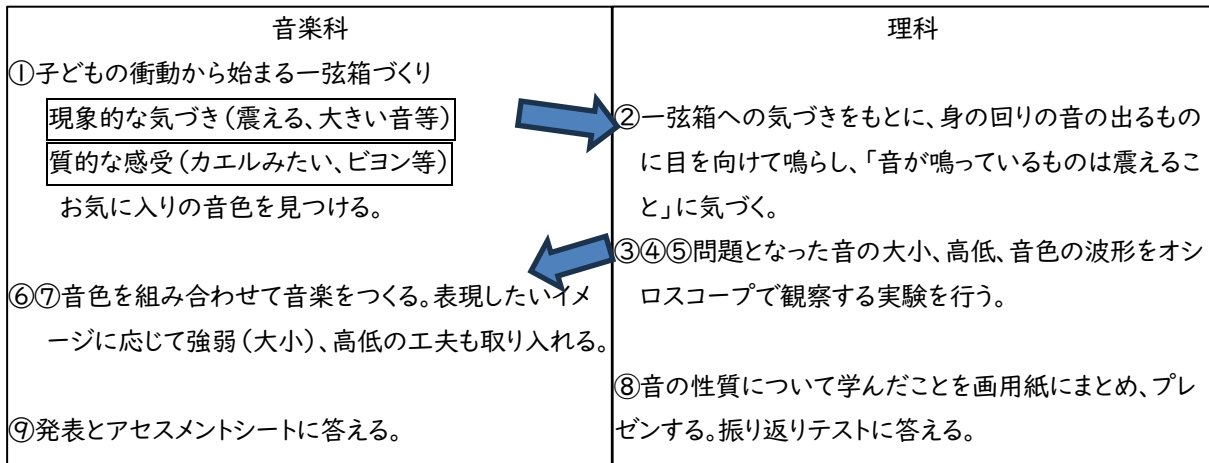 音楽科
①子どもの衝動から始まる一弦箱づくり
現象的な気づき(震える、大きい音等)
質的な感受(カエルみたい、ビヨン等)
お気に入りの音色を見つける。
⑥⑦音色を組み合わせて音楽をつくる。表現したいイメ
ージに応じて強弱(大小)、高低の工夫も取り入れる。
⑨発表とアセスメントシートに答える。
理科
②一弦箱への気づきをもとに、身の回りの音の出るもの
に目を向けて鳴らし、「音が鳴っているものは震えるこ
と」に気づく。
③④⑤問題となった音の大小、高低、音色の波形をオシ
ロスコープで観察する実験を行う。
⑧音の性質について学んだことを画用紙にまとめ、プレ
ゼンする。振り返りテストに答える。